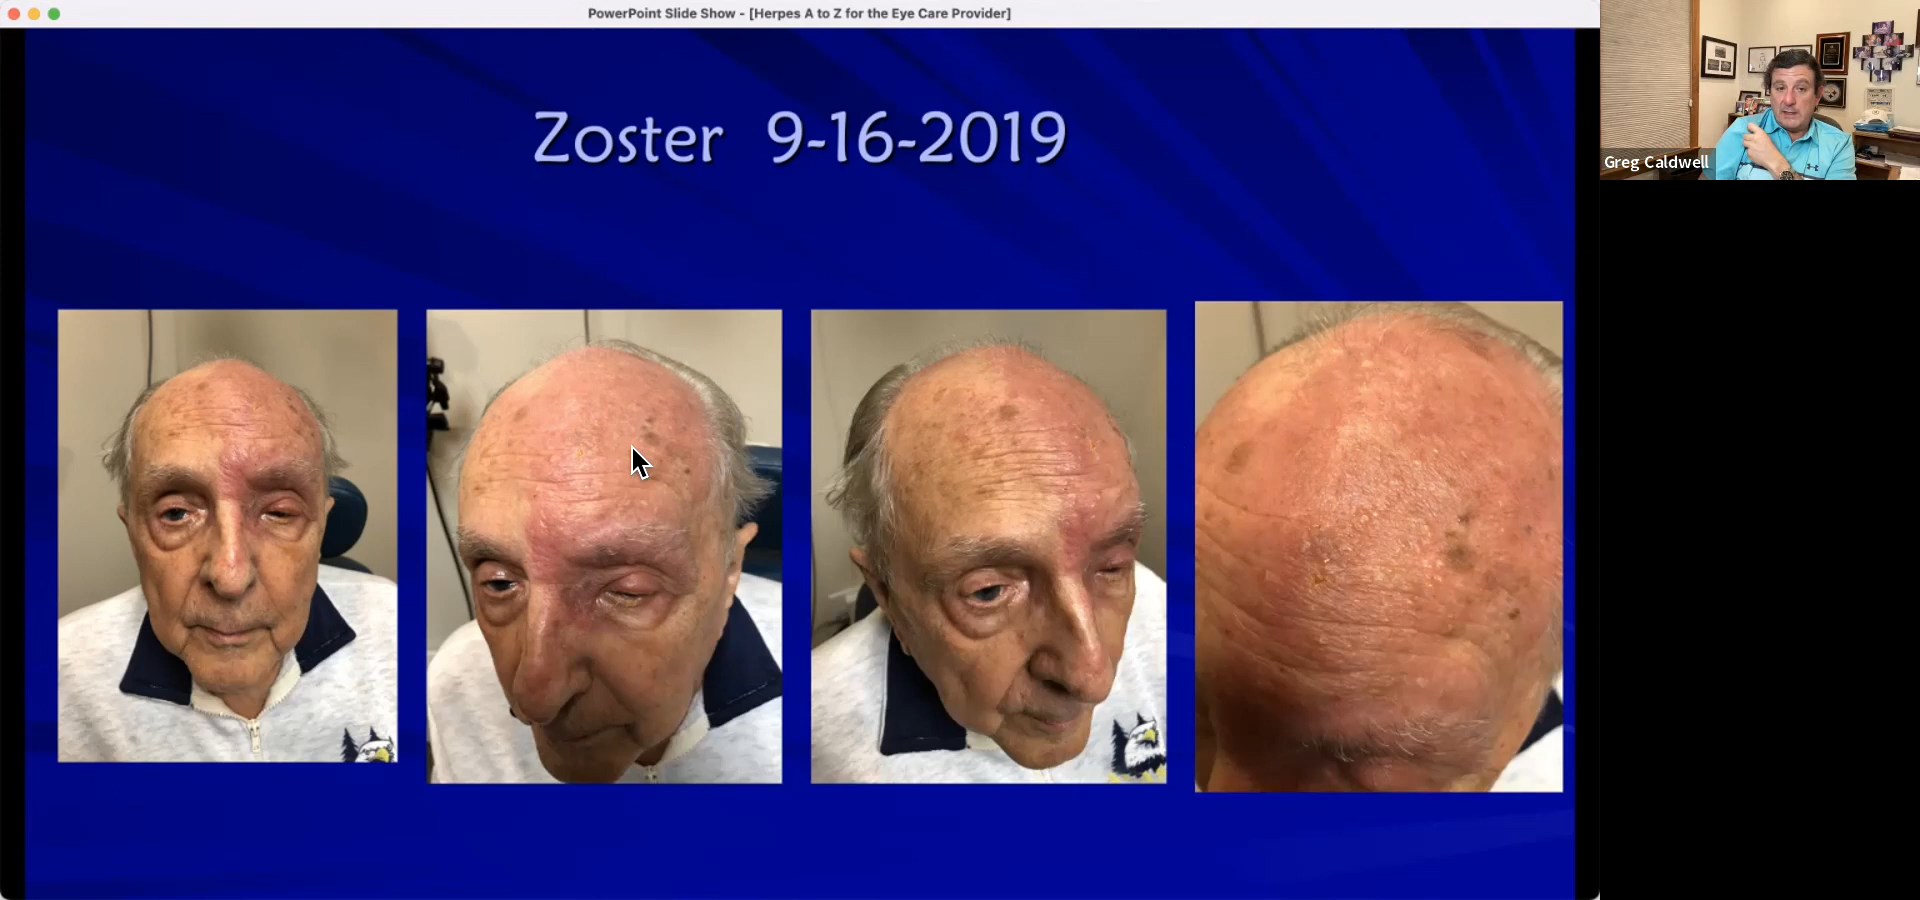 PowerPoint Slide Show - [Herpes A to Z for the Eye Care Provider]
Zoster 9-16-2019
Greg Caldwell